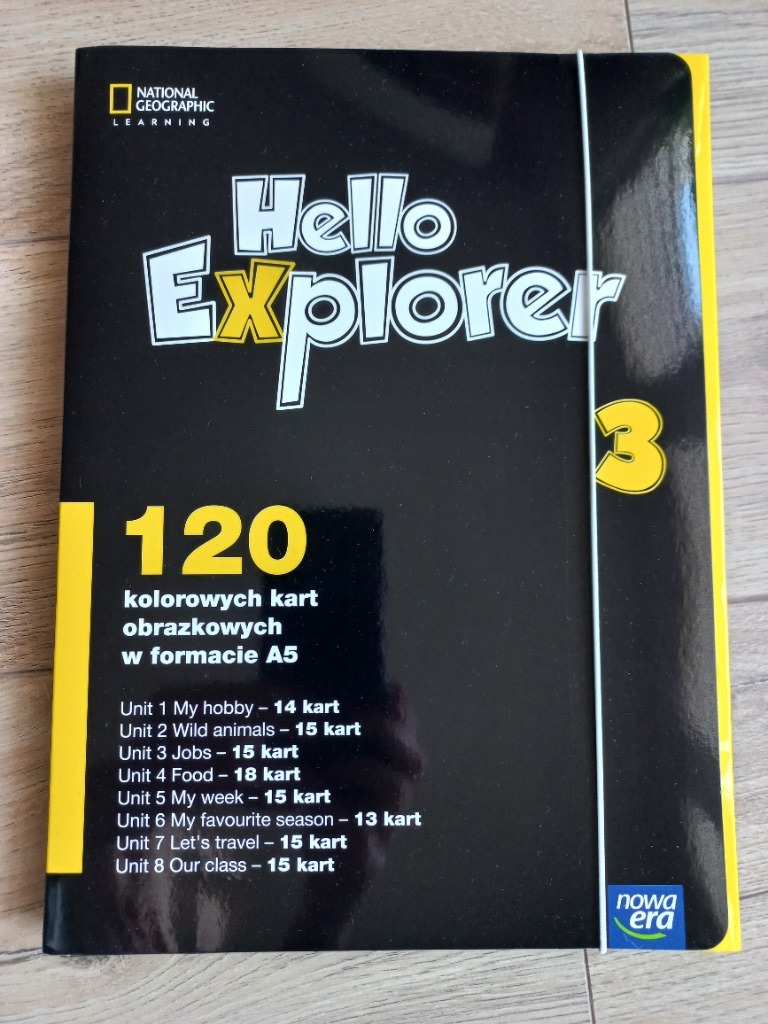 NATIONAL
GEOGRAPHIC
LEARNING
Hello
Explorer
3
120
kolorowych kart
obrazkowych
w formacie A5
Unit 1 My hobby – 14 kart
Unit 2 Wild animals – 15 kart
Unit 3 Jobs – 15 kart
Unit 4 Food – 18 kart
Unit 5 My week – 15 kart
Unit 6 My favourite season – 13 kart
Unit 7 Let's travel – 15 kart
Unit 8 Our class – 15 kart
nowa
era